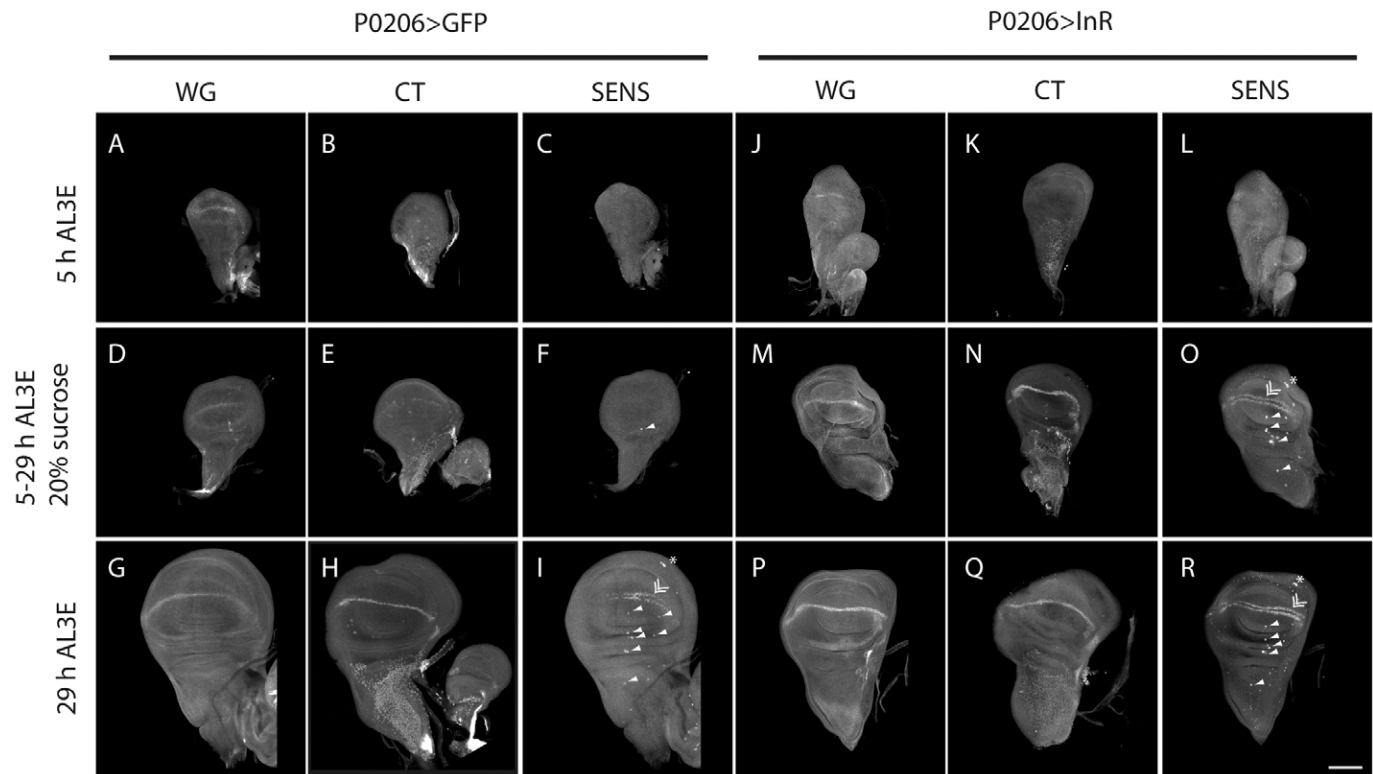 P0206>GFP P0206>InR
WG CT SENS WG CT SENS
5 h AL3E
A B C J K L
5-29 h AL3E
20% sucrose
D E F M N O
* *
29 h AL3E
G H I P Q R
* *